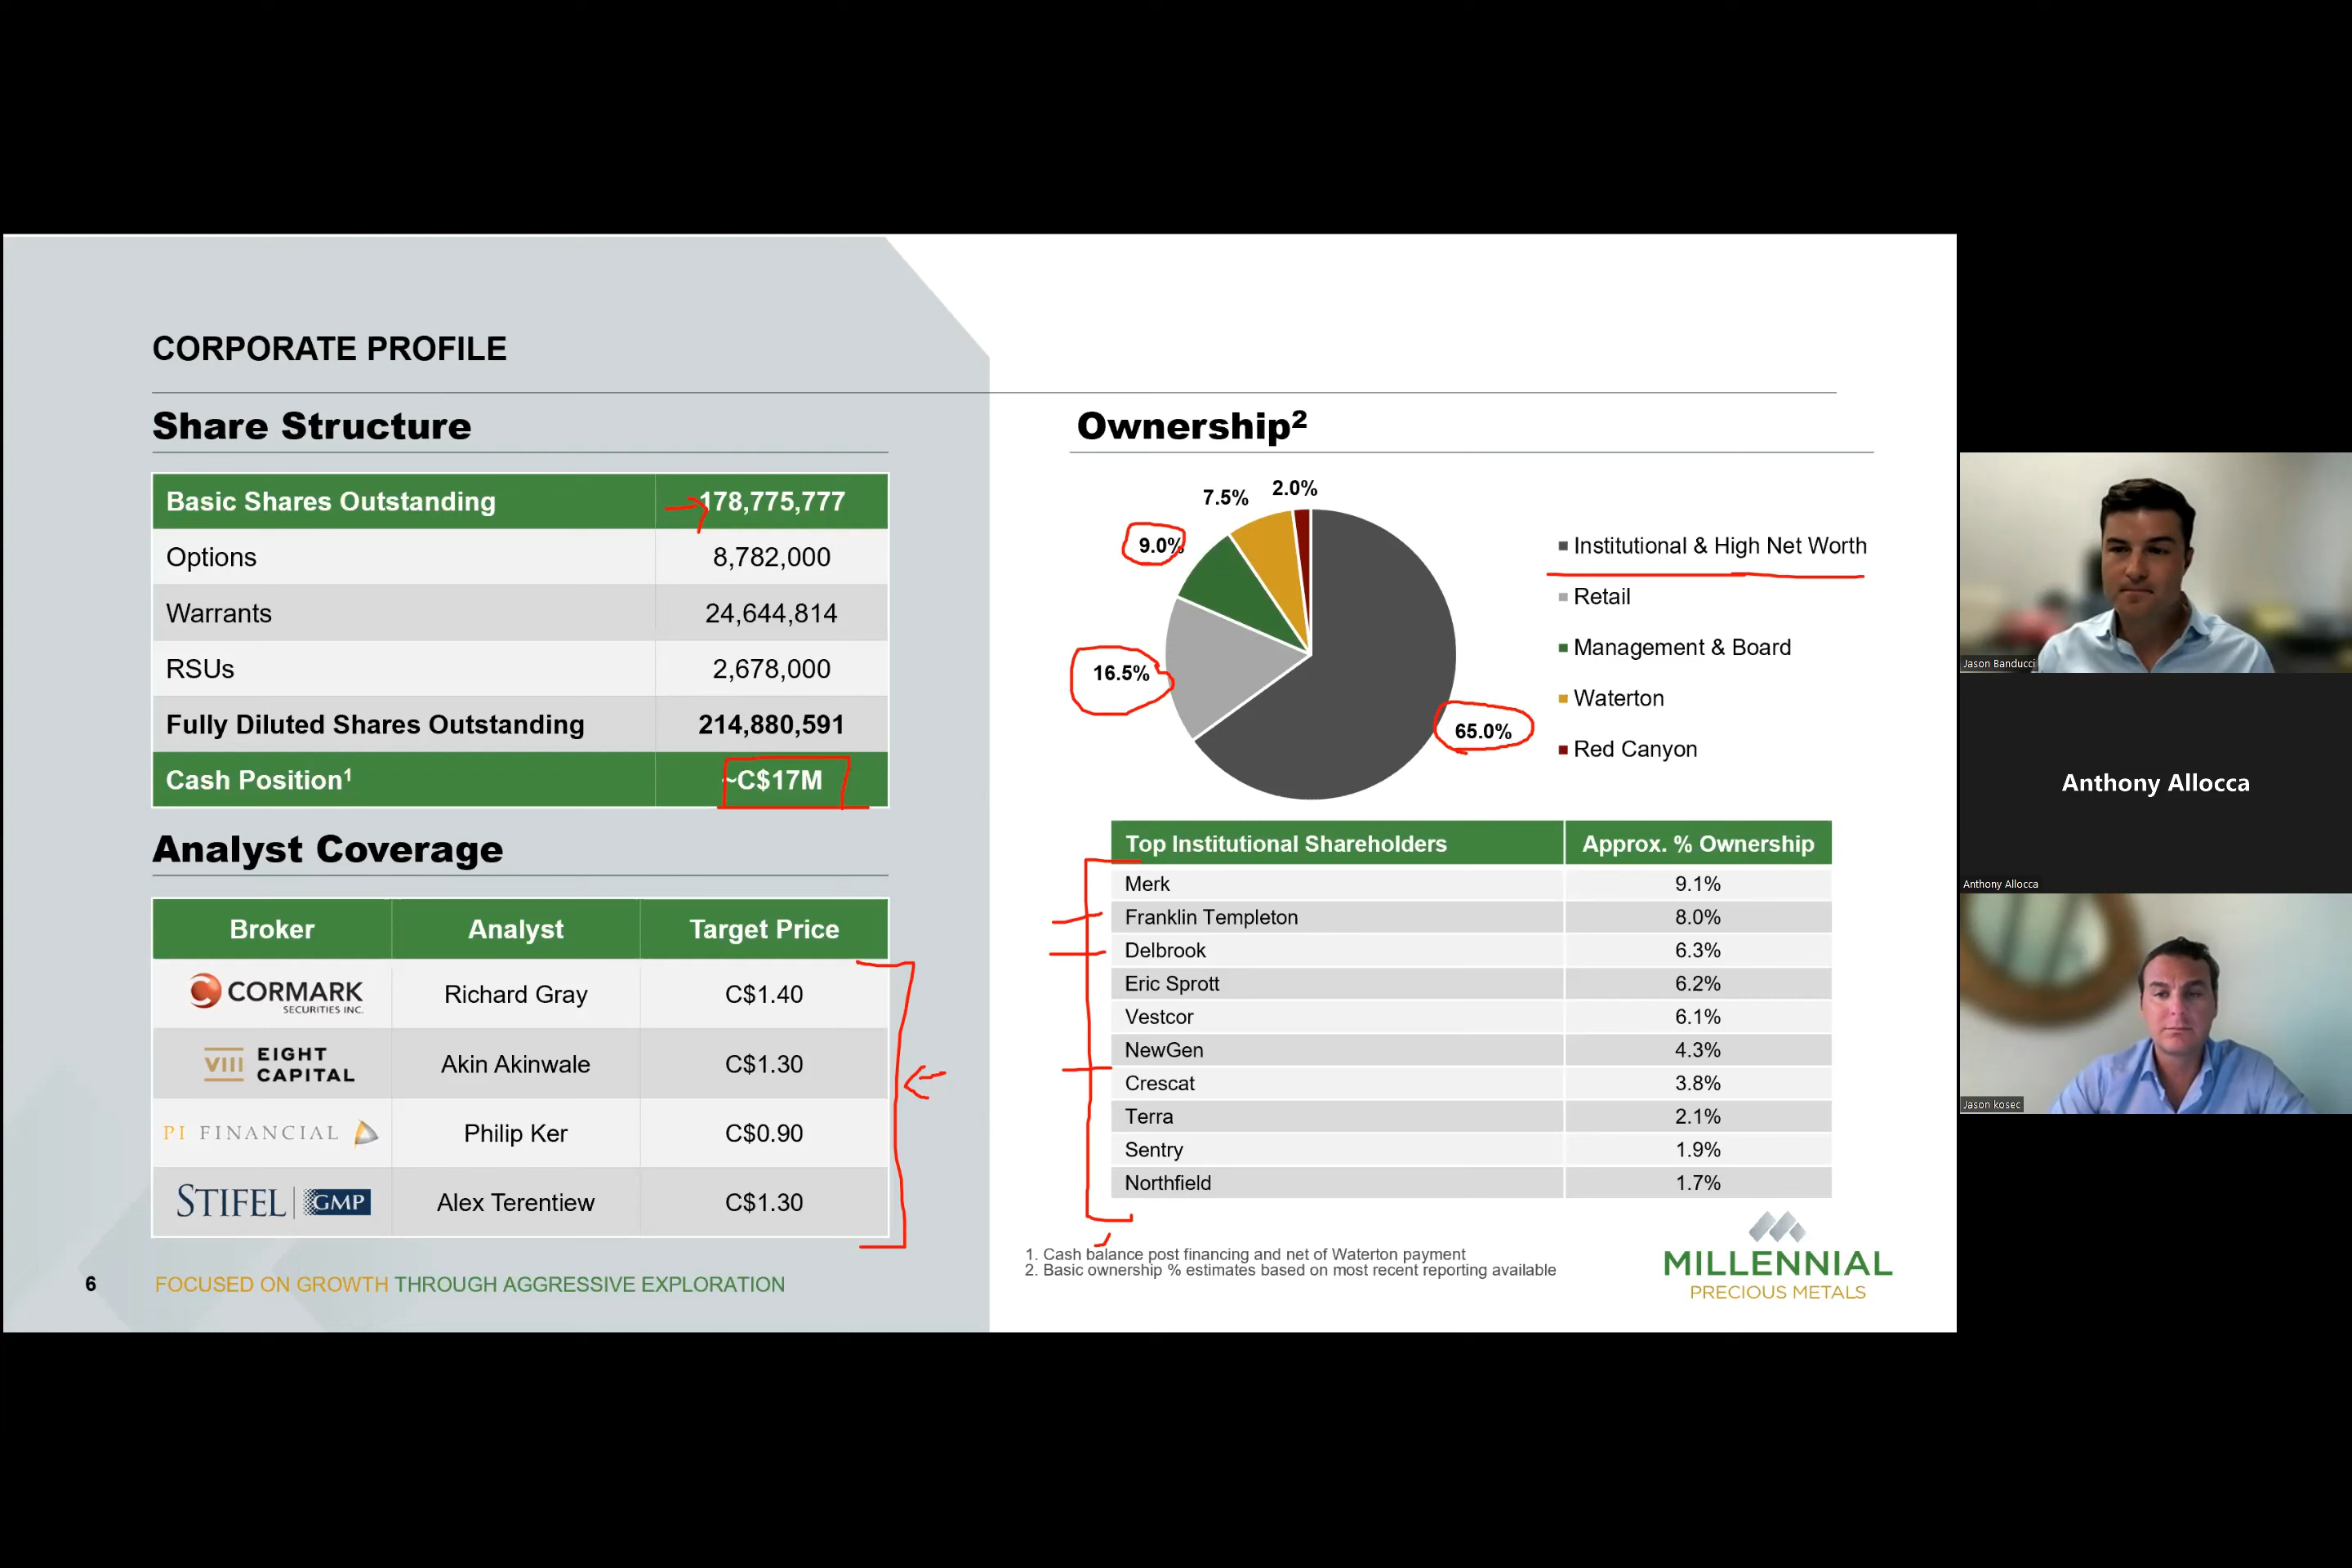 CORPORATE PROFILE
Share Structure
Basic Shares Outstanding 178,775,777
Options 8,782,000
Warrants 24,644,814
RSUs 2,678,000
Fully Diluted Shares Outstanding 214,880,591
Cash Position¹ ~C$17M
Analyst Coverage
Broker Analyst Target Price
CORMARK SECURITIES INC. Richard Gray C$1.40
VIII EIGHT CAPITAL Akin Akinwale C$1.30
PI FINANCIAL Philip Ker C$0.90
STIFEL GMP Alex Terentiew C$1.30
6 FOCUSED ON GROWTH THROUGH AGGRESSIVE EXPLORATION
Ownership²
2.0%
7.5%
9.0%
16.5%
65.0%
Institutional & High Net Worth
Retail
Management & Board
Waterton
Red Canyon
Top Institutional Shareholders Approx. % Ownership
Merk 9.1%
Franklin Templeton 8.0%
Delbrook 6.3%
Eric Sprott 6.2%
Vestcor 6.1%
NewGen 4.3%
Crescat 3.8%
Terra 2.1%
Sentry 1.9%
Northfield 1.7%
1. Cash balance post financing and net of Waterton payment
2. Basic ownership % estimates based on most recent reporting available
MILLENNIAL
PRECIOUS METALS
Jason Banducci
Anthony Allocca
Anthony Allocca
Jason kosec